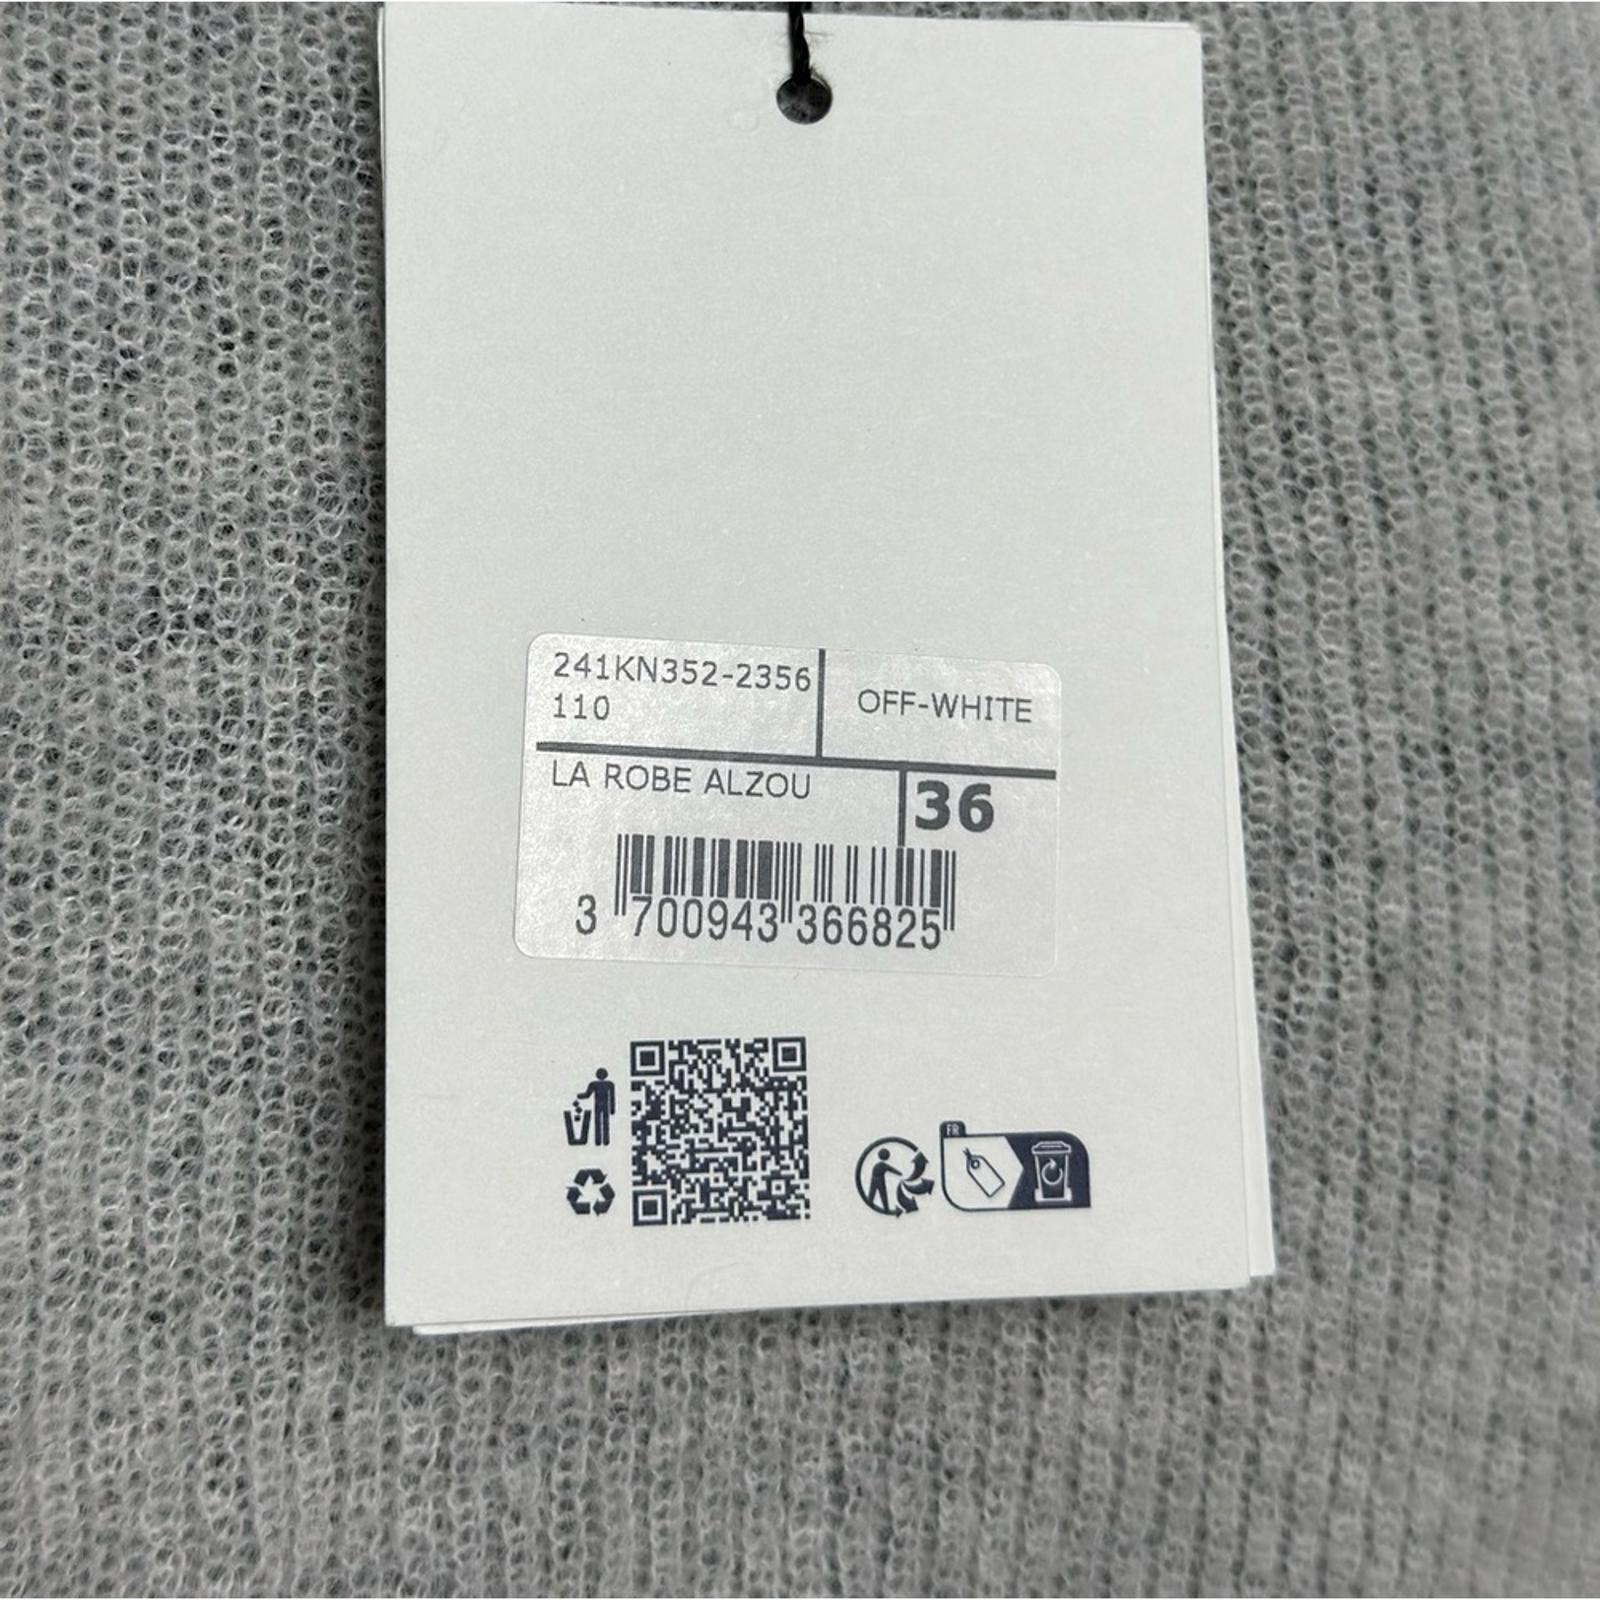 241KN352-2356
110
OFF-WHITE
LA ROBE ALZOU
36
3 700943 366825
FR